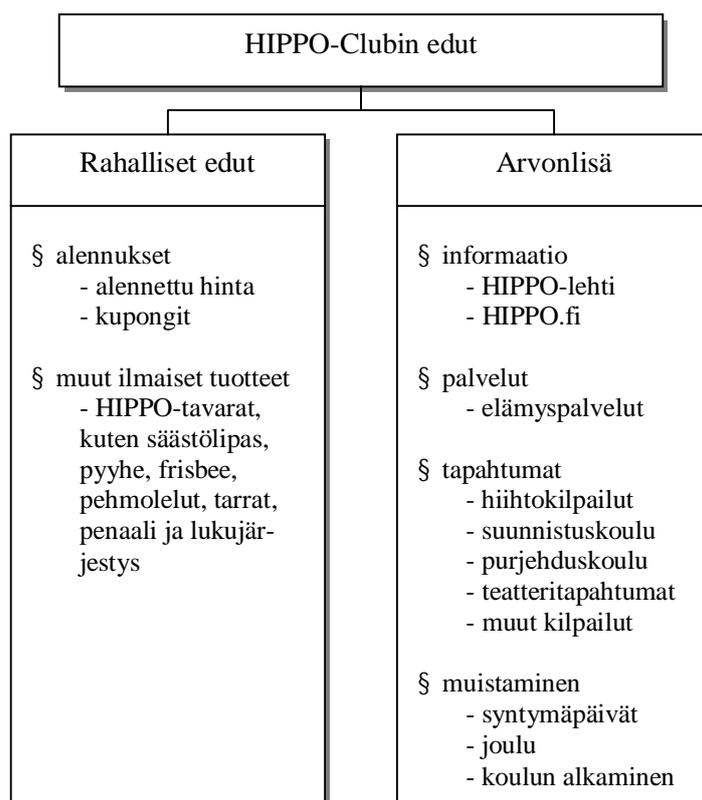 HIPPO-Clubin edut
Rahalliset edut
§ alennukset
- alennettu hinta
- kupongit
§ muut ilmaiset tuotteet
- HIPPO-tavarat,
kuten säästölipas,
pyyhe, frisbee,
pehmolelut, tarrat,
penaali ja lukujär-
jestys
Arvonlisä
§ informaatio
- HIPPO-lehti
- HIPPO.fi
§ palvelut
- elämyspalvelut
§ tapahtumat
- hiihtokilpailut
- suunnistuskoulu
- purjehduskoulu
- teatteritapahtumat
- muut kilpailut
§ muistaminen
- syntymäpäivät
- joulu
- koulun alkaminen